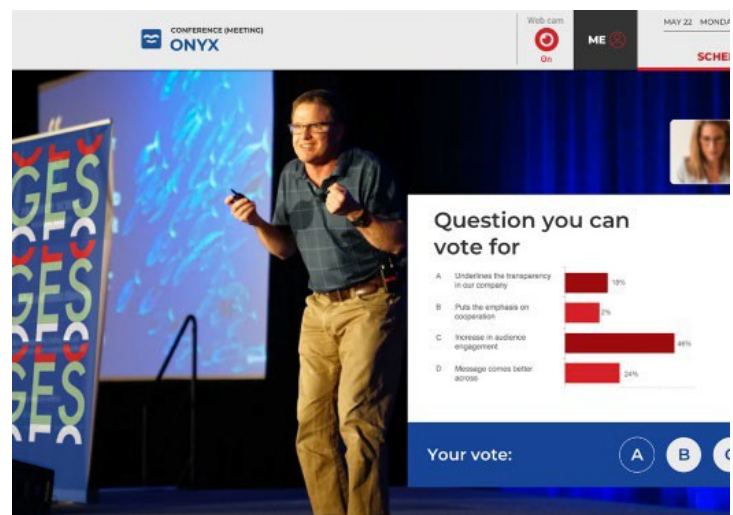 CONFERENCE (MEETING)
ONYX
Web cam
On
ME
MAY 22 MONDA
SCHE
GES
GES
GES
Question you can
vote for
A Underlines the transparency
in our company
18%
B Puts the emphasis on
cooperation
2%
C Increase in audience
engagement
46%
D Message comes better
across
24%
Your vote:
A B C